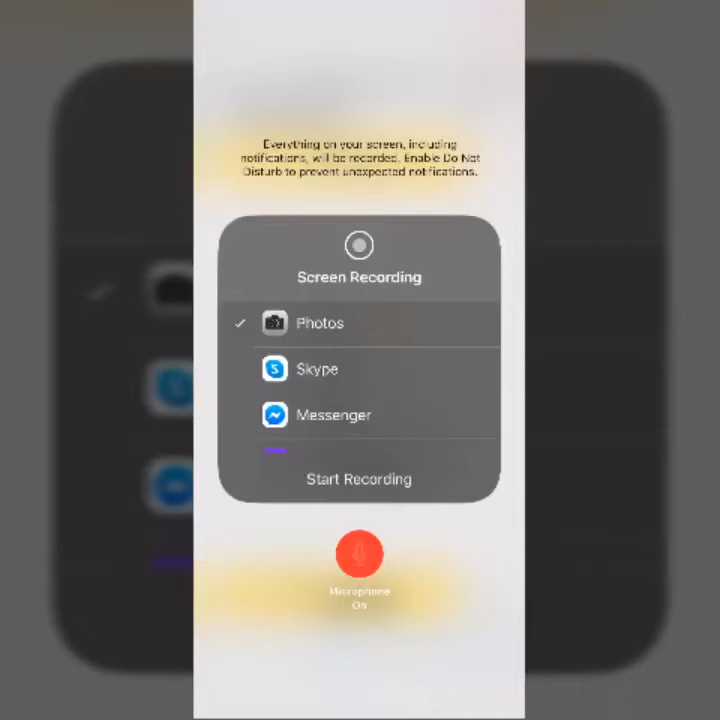 Everything on your screen, including
notifications, will be recorded. Enable Do Not
Disturb to prevent unexpected notifications.
Screen Recording
Photos
Skype
Messenger
Start Recording
Microphone
On